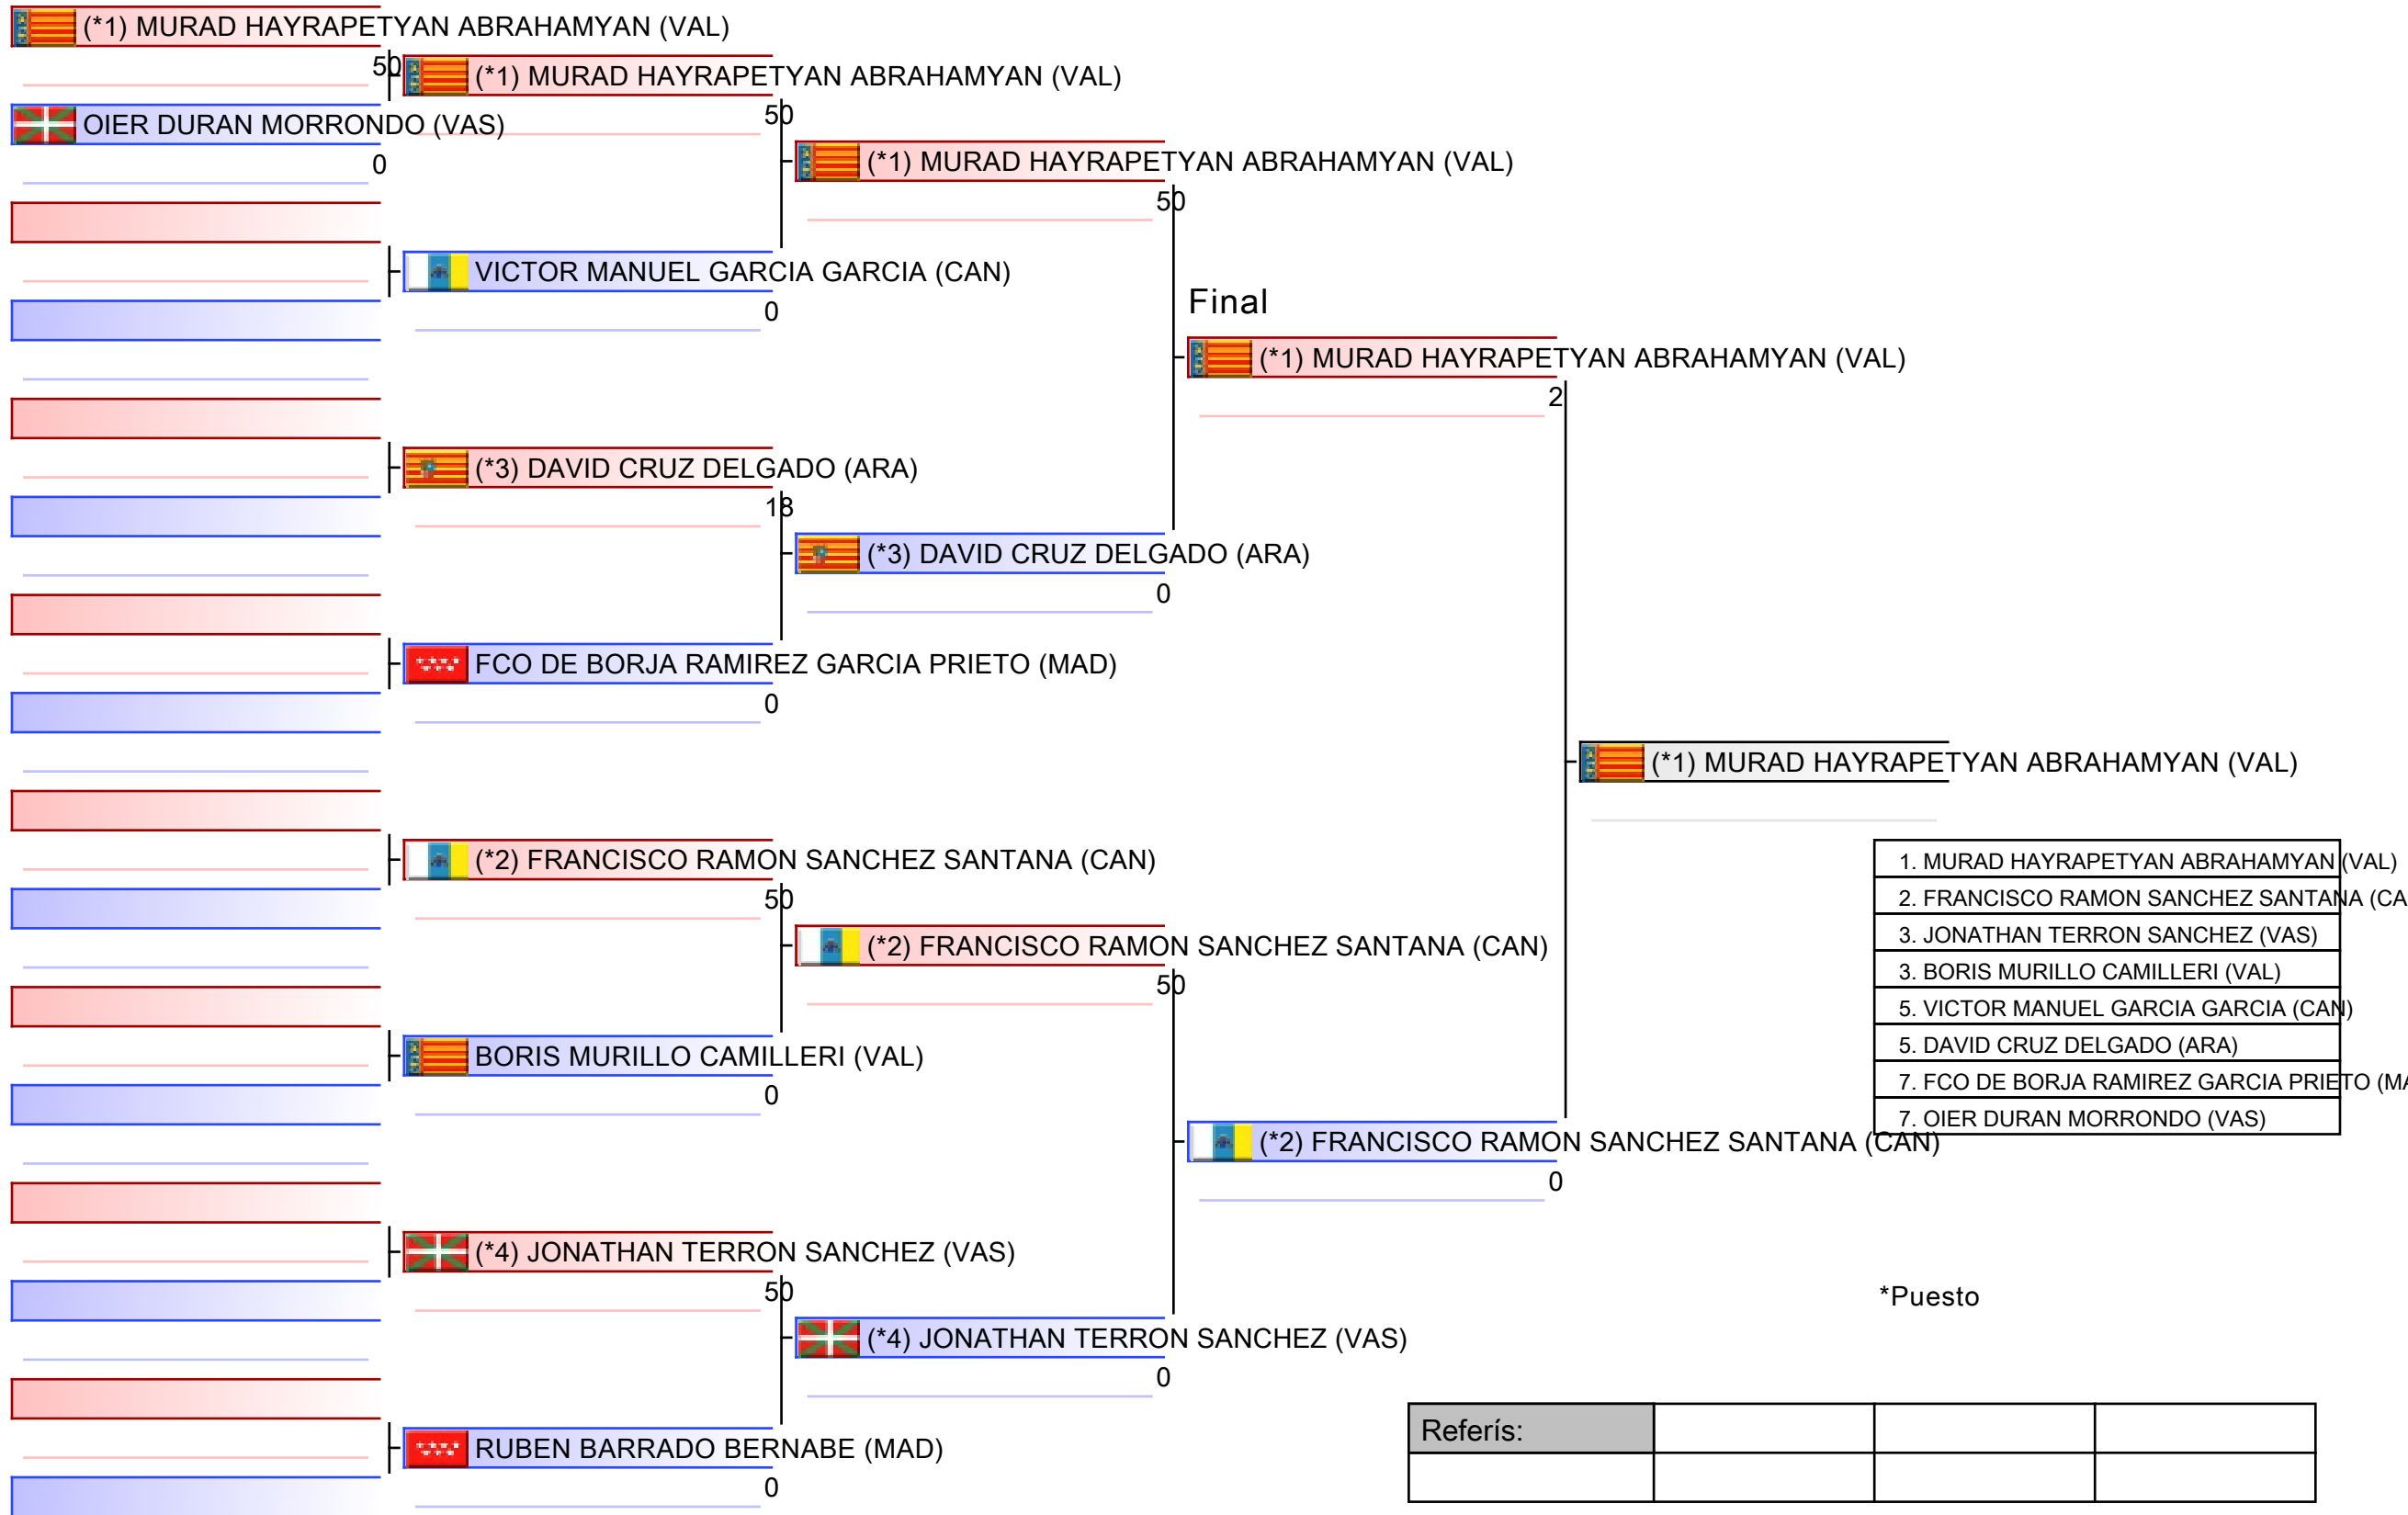 (*1) MURAD HAYRAPETYAN ABRAHAMYAN (VAL)
50
OIER DURAN MORRONDO (VAS)
0
(*1) MURAD HAYRAPETYAN ABRAHAMYAN (VAL)
50
VICTOR MANUEL GARCIA GARCIA (CAN)
0
(*3) DAVID CRUZ DELGADO (ARA)
18
FCO DE BORJA RAMIREZ GARCIA PRIETO (MAD)
0
(*2) FRANCISCO RAMON SANCHEZ SANTANA (CAN)
50
BORIS MURILLO CAMILLERI (VAL)
0
(*4) JONATHAN TERRON SANCHEZ (VAS)
50
RUBEN BARRADO BERNABE (MAD)
0
(*1) MURAD HAYRAPETYAN ABRAHAMYAN (VAL)
50
(*3) DAVID CRUZ DELGADO (ARA)
0
(*2) FRANCISCO RAMON SANCHEZ SANTANA (CAN)
50
(*4) JONATHAN TERRON SANCHEZ (VAS)
0
Final
(*1) MURAD HAYRAPETYAN ABRAHAMYAN (VAL)
2
(*2) FRANCISCO RAMON SANCHEZ SANTANA (CAN)
0
(*1) MURAD HAYRAPETYAN ABRAHAMYAN (VAL)
1. MURAD HAYRAPETYAN ABRAHAMYAN (VAL)
2. FRANCISCO RAMON SANCHEZ SANTANA (CA
3. JONATHAN TERRON SANCHEZ (VAS)
3. BORIS MURILLO CAMILLERI (VAL)
5. VICTOR MANUEL GARCIA GARCIA (CAN)
5. DAVID CRUZ DELGADO (ARA)
7. FCO DE BORJA RAMIREZ GARCIA PRIETO (MA
7. OIER DURAN MORRONDO (VAS)
*Puesto
Referís: